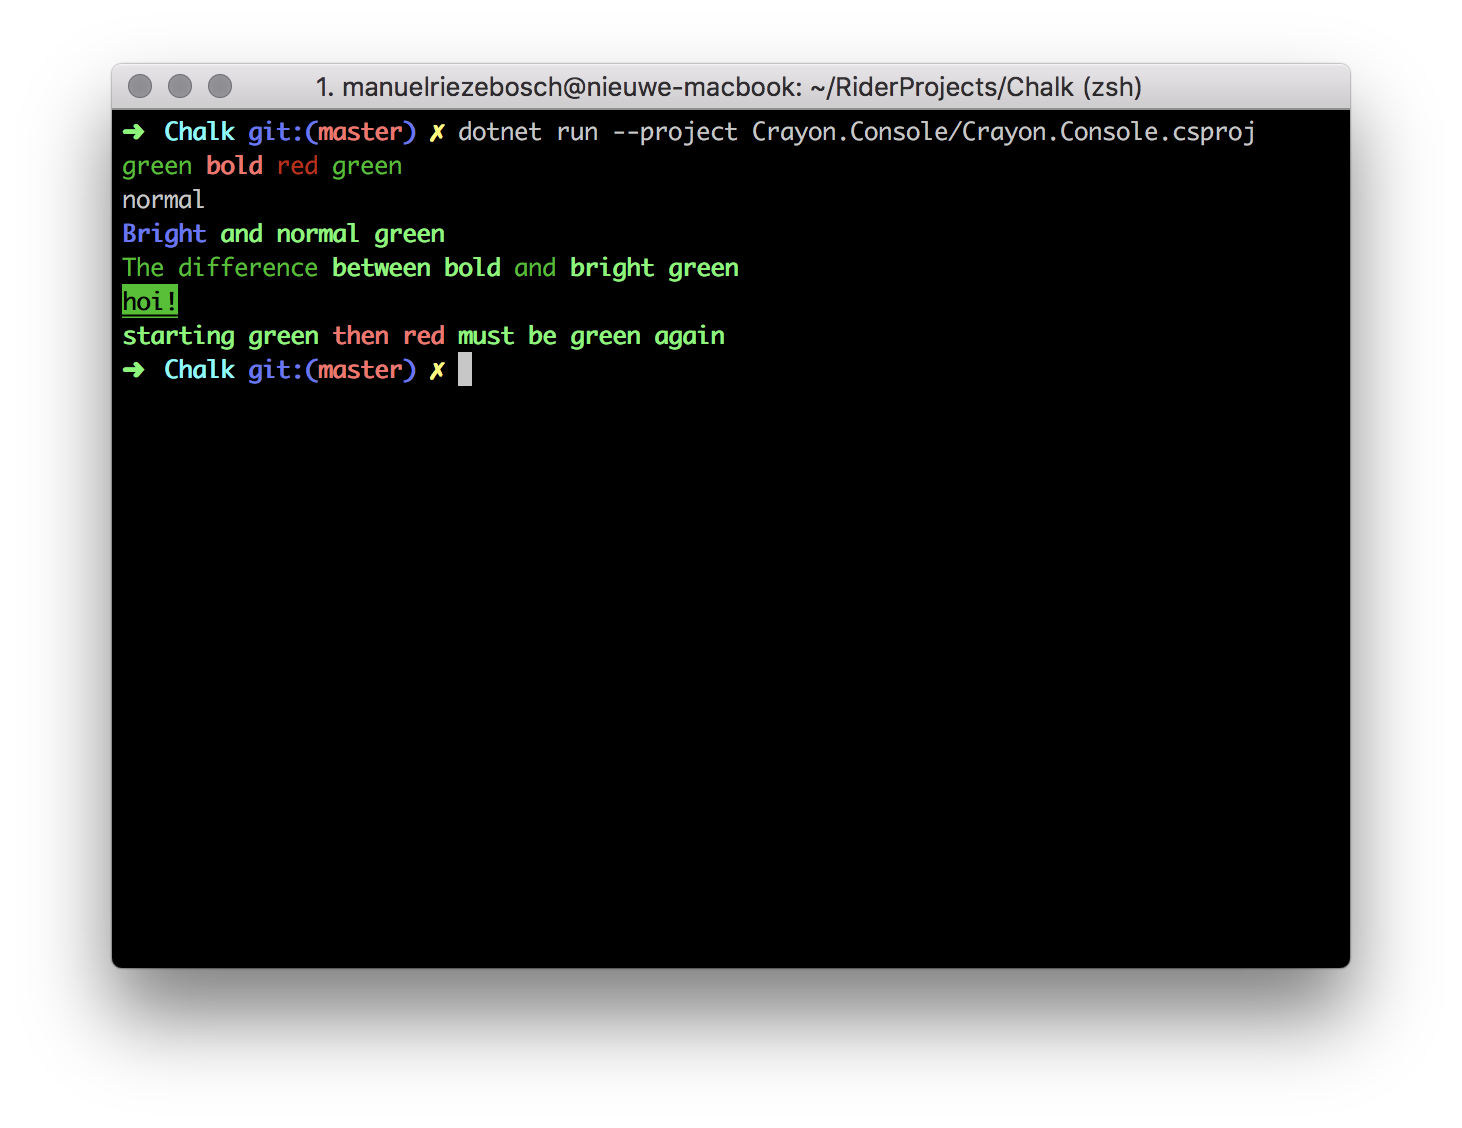 1. manuelriezebosch@nieuwe-macbook: ~/RiderProjects/Chalk (zsh)
➜ Chalk git:(master) ✗ dotnet run --project Crayon.Console/Crayon.Console.csproj
green bold red green
normal
Bright and normal green
The difference between bold and bright green
hoi!
starting green then red must be green again
➜ Chalk git:(master) ✗